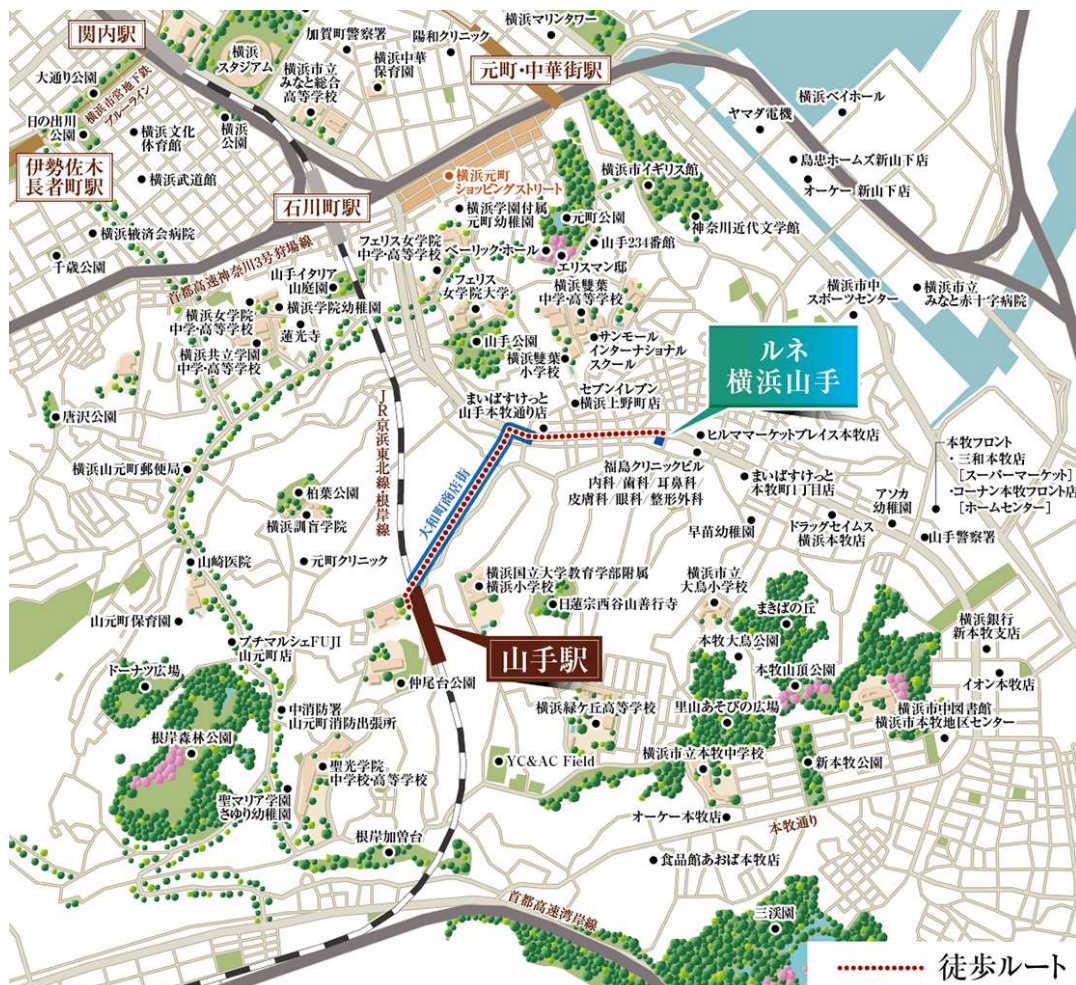 関内駅
大通り公園
横浜市営地下鉄
ブルーライン
日の出川
公園
伊勢佐木
長者町駅
横浜
スタジアム
加賀町警察署
陽和クリニック
横浜マリンタワー
横浜市立
みなと総合
高等学校
横浜中華
保育園
元町・中華街駅
横浜文化
体育館
横浜
公園
横浜武道館
石川町駅
横浜掖済会病院
千歳公園
首都高速神奈川3号狩場線
ヤマダ電機
横浜ベイホール
島忠ホームズ新山下店
オーケー新山下店
横浜市イギリス館
横浜元町
ショッピングストリート
横浜学園付属
元町幼稚園
元町公園
神奈川近代文学館
フェリス女学院
中学・高等学校
ベーリック・ホール
山手234番館
エリスマン邸
山手イタリア
山庭園
フェリス
女学院大学
横浜雙葉
中学・高等学校
横浜市中
スポーツセンター
横浜市立
みなと赤十字病院
横浜女学院
中学・高等学校
横浜学院幼稚園
蓮光寺
横浜共立学園
中学・高等学校
山手公園
横浜雙葉
小学校
サンモール
インターナショナル
スクール
ルネ
横浜山手
唐沢公園
JR京浜東北線・根岸線
まいばすけっと
山手本牧通り店
セブンイレブン
横浜上野町店
ヒルママーケットプレイス本牧店
横浜山元町郵便局
福島クリニックビル
内科/歯科/耳鼻科/
皮膚科/眼科/整形外科
まいばすけっと
本牧町1丁目店
本牧フロント
・三和本牧店
[スーパーマーケット]
・コーナン本牧フロント店
[ホームセンター]
アソカ
幼稚園
柏葉公園
横浜訓盲学院
大和町商店街
早苗幼稚園
ドラッグセイムス
横浜本牧店
山手警察署
山崎医院
元町クリニック
横浜国立大学教育学部附属
横浜小学校
日蓮宗西谷山善行寺
横浜市立
大鳥小学校
まきばの丘
山元町保育園
プチマルシェFUJI
山元町店
山手駅
本牧大鳥公園
横浜銀行
新本牧支店
本牧山頂公園
イオン本牧店
ドーナツ広場
仲尾台公園
中消防署
山元町消防出張所
横浜緑ケ丘高等学校
里山あそびの広場
横浜市中図書館
横浜市本牧地区センター
根岸森林公園
聖光学院
中学校・高等学校
YC&AC Field
横浜市立本牧中学校
新本牧公園
聖マリア学園
さゆり幼稚園
オーケー本牧店
本牧通り
根岸加曽台
食品館あおば本牧店
首都高速湾岸線
三渓園
徒歩ルート